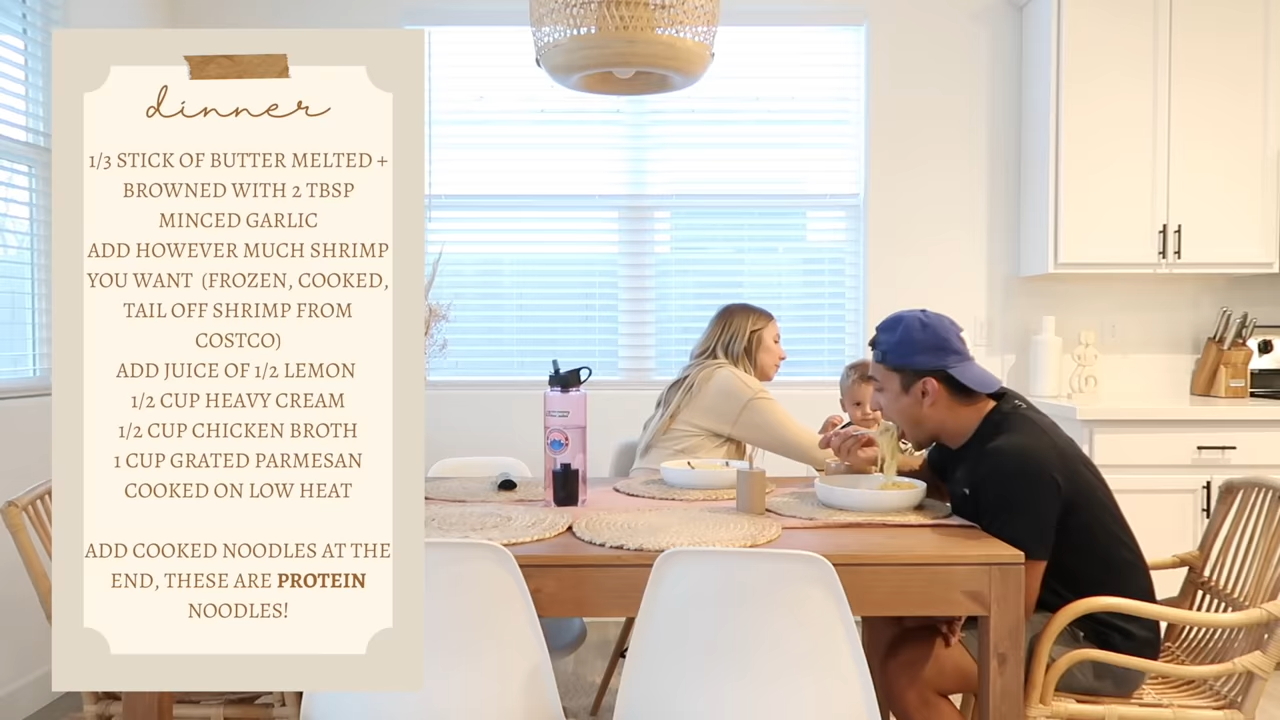 dinner
1/3 STICK OF BUTTER MELTED +
BROWNED WITH 2 TBSP
MINCED GARLIC
ADD HOWEVER MUCH SHRIMP
YOU WANT (FROZEN, COOKED,
TAIL OFF SHRIMP FROM
COSTCO)
ADD JUICE OF 1/2 LEMON
1/2 CUP HEAVY CREAM
1/2 CUP CHICKEN BROTH
1 CUP GRATED PARMESAN
COOKED ON LOW HEAT
ADD COOKED NOODLES AT THE
END, THESE ARE PROTEIN
NOODLES!